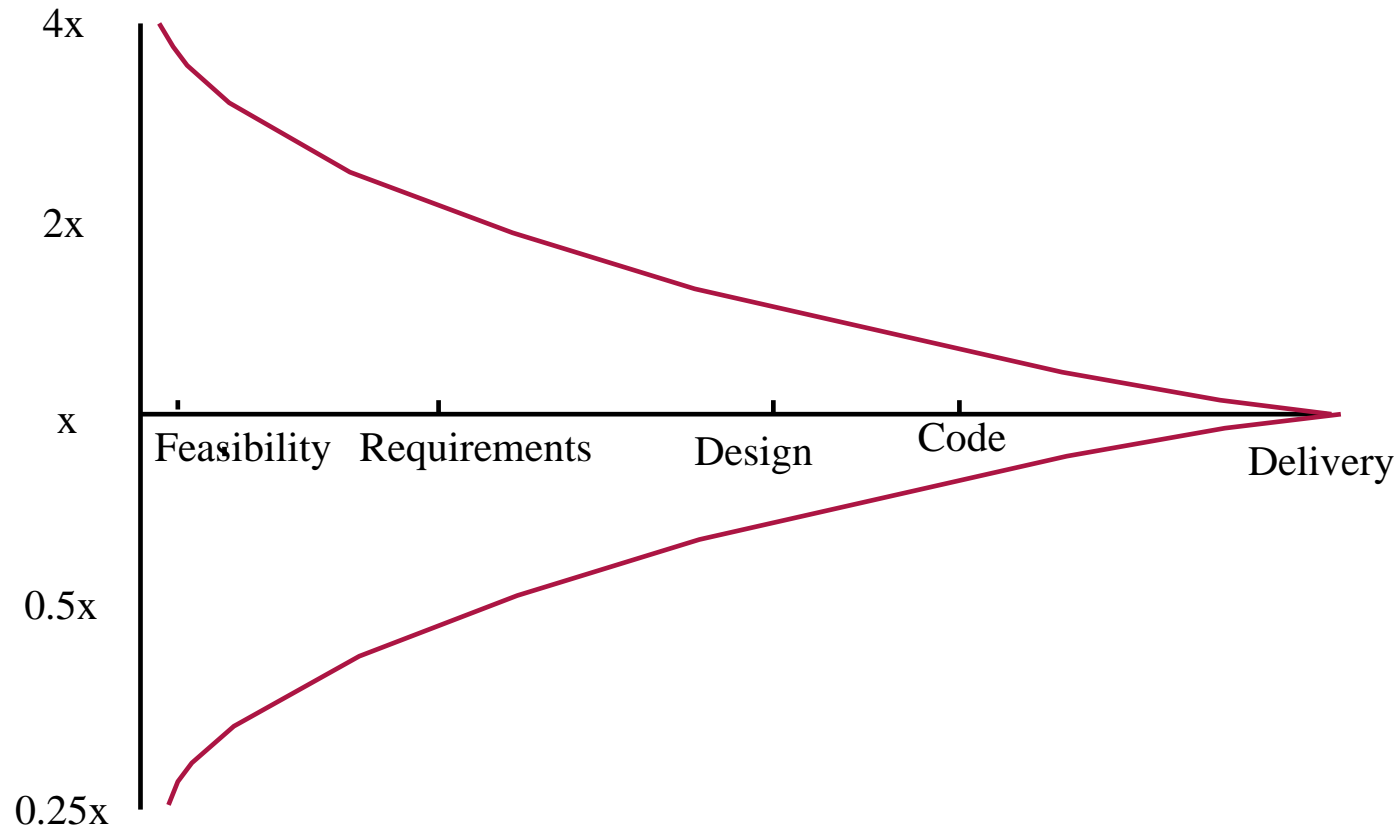 4x
2x
x
Feasibility Requirements Design Code Delivery
0.5x
0.25x